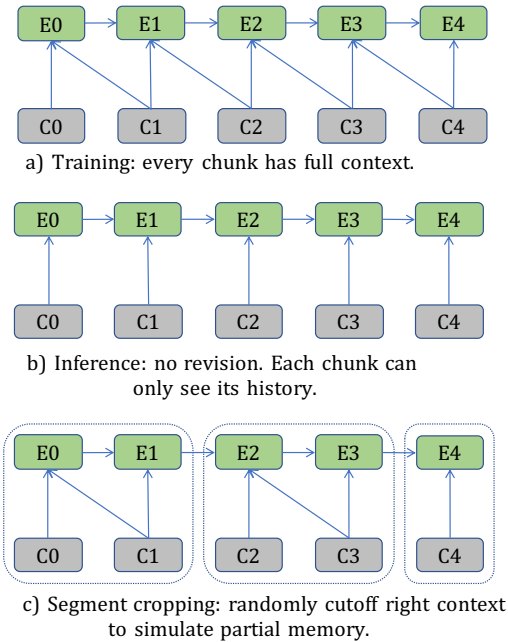 E0 E1 E2 E3 E4
C0 C1 C2 C3 C4
a) Training: every chunk has full context.
E0 E1 E2 E3 E4
C0 C1 C2 C3 C4
b) Inference: no revision. Each chunk can
only see its history.
E0 E1 E2 E3 E4
C0 C1 C2 C3 C4
c) Segment cropping: randomly cutoff right context
to simulate partial memory.